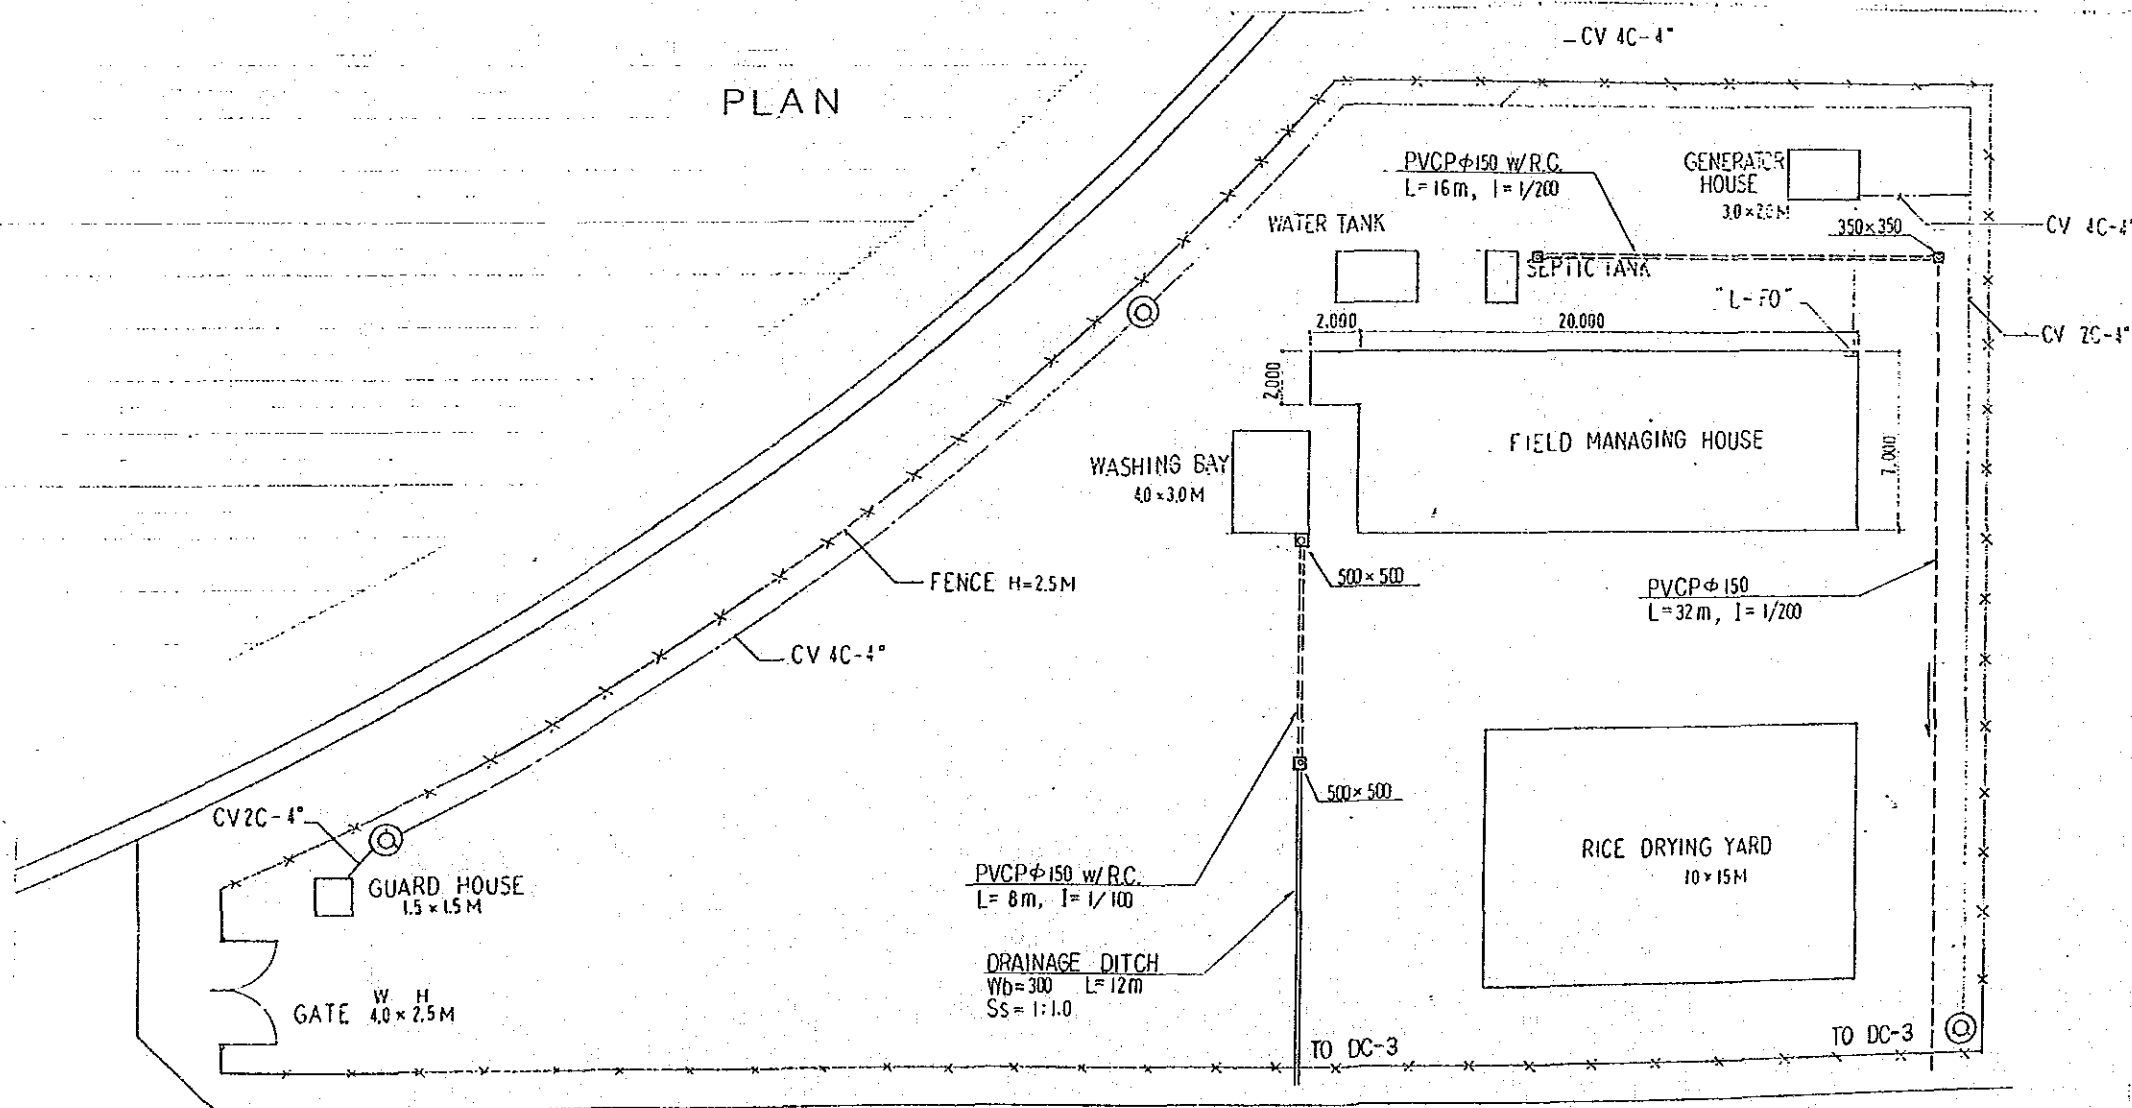 CV 4C-4"
PLAN
PVCPφ150 W/R.C.
L=16m, I=1/200
GENERATOR
HOUSE
3.0×2.0M
WATER TANK
350×350
CV 4C-4"
SEPTIC TANK
"L-F0"
2.000
20.000
CV 2C-4"
2.000
FIELD MANAGING HOUSE
7.000
WASHING BAY
4.0×3.0M
FENCE H=2.5M
500×500
PVCPφ150
L=32m, I=1/200
CV 4C-4"
500×500
CV2C-4"
RICE DRYING YARD
10×15M
GUARD HOUSE
1.5×1.5M
PVCPφ150 w/R.C.
L=8m, I=1/100
DRAINAGE DITCH
Wb=300 L=12m
Ss=1:1.0
W H
GATE 4.0×2.5M
TO DC-3
TO DC-3